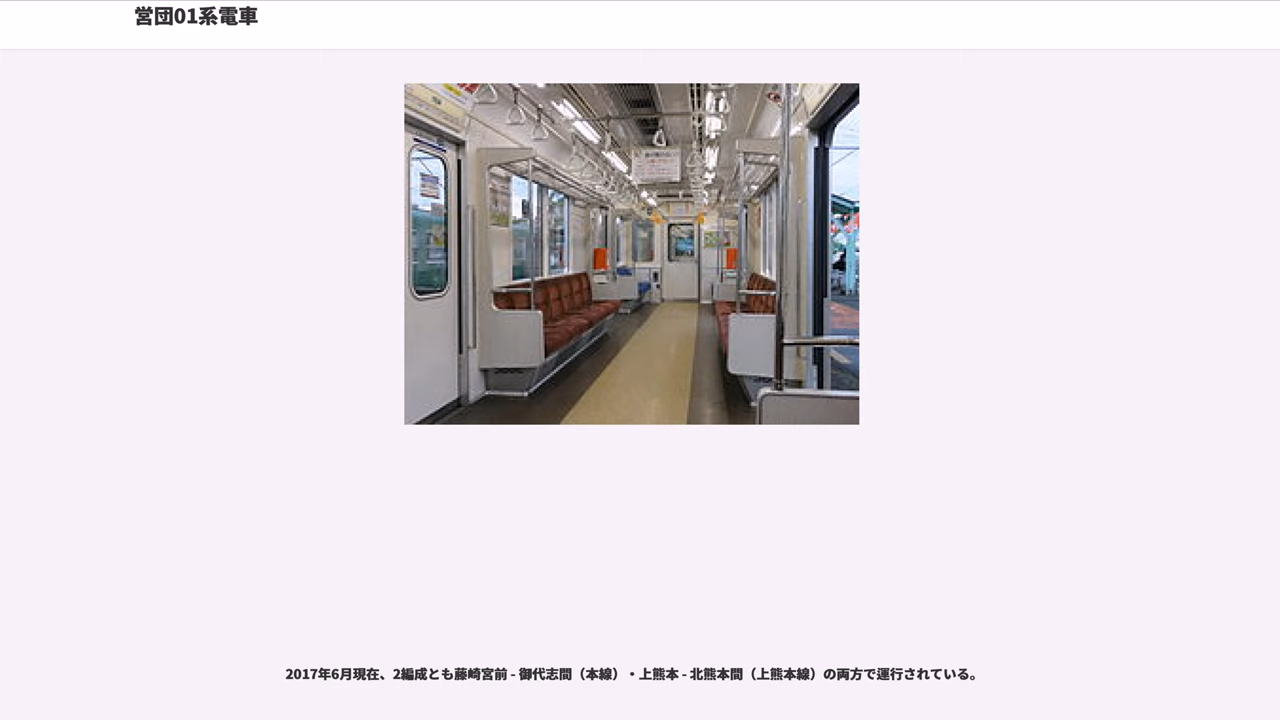 営団01系電車
2017年6月現在、2編成とも藤崎宮前 - 御代志間（本線）・上熊本 - 北熊本間（上熊本線）の両方で運行されている。